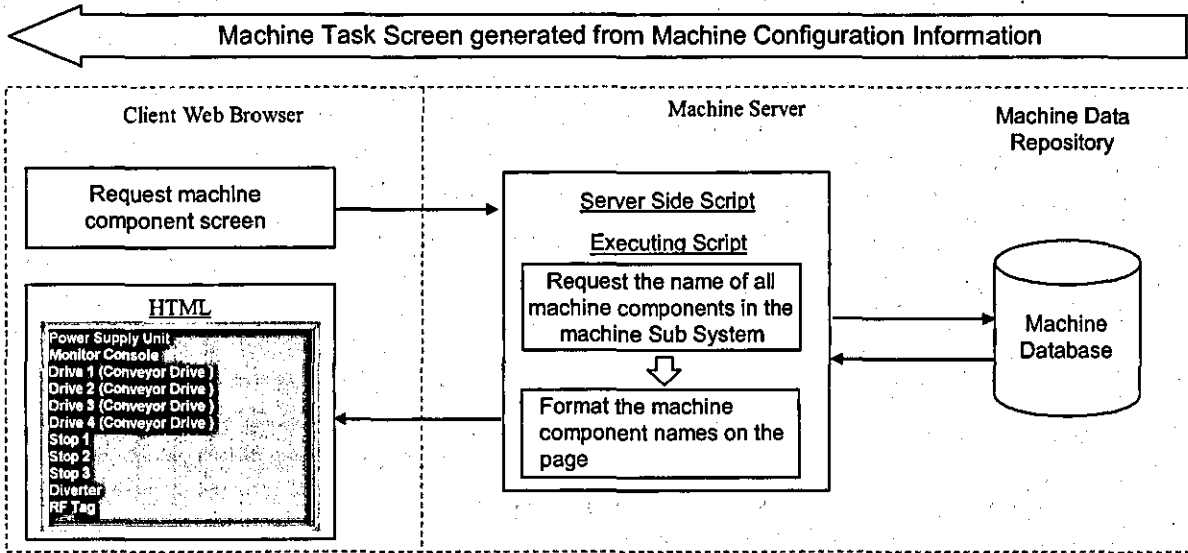 Machine Task Screen generated from Machine Configuration Information
Client Web Browser
Machine Server
Machine Data
Repository
Request machine
component screen
Server Side Script
Executing Script
Request the name of all
machine components in the
machine Sub System
Format the machine
component names on the
page
Machine
Database
HTML
Power Supply Unit
Monitor Console
Drive 1 (Conveyor Drive )
Drive 2 (Conveyor Drive )
Drive 3 (Conveyor Drive )
Drive 4 (Conveyor Drive )
Stop 1
Stop 2
Stop 3
Diverter
RF Tag